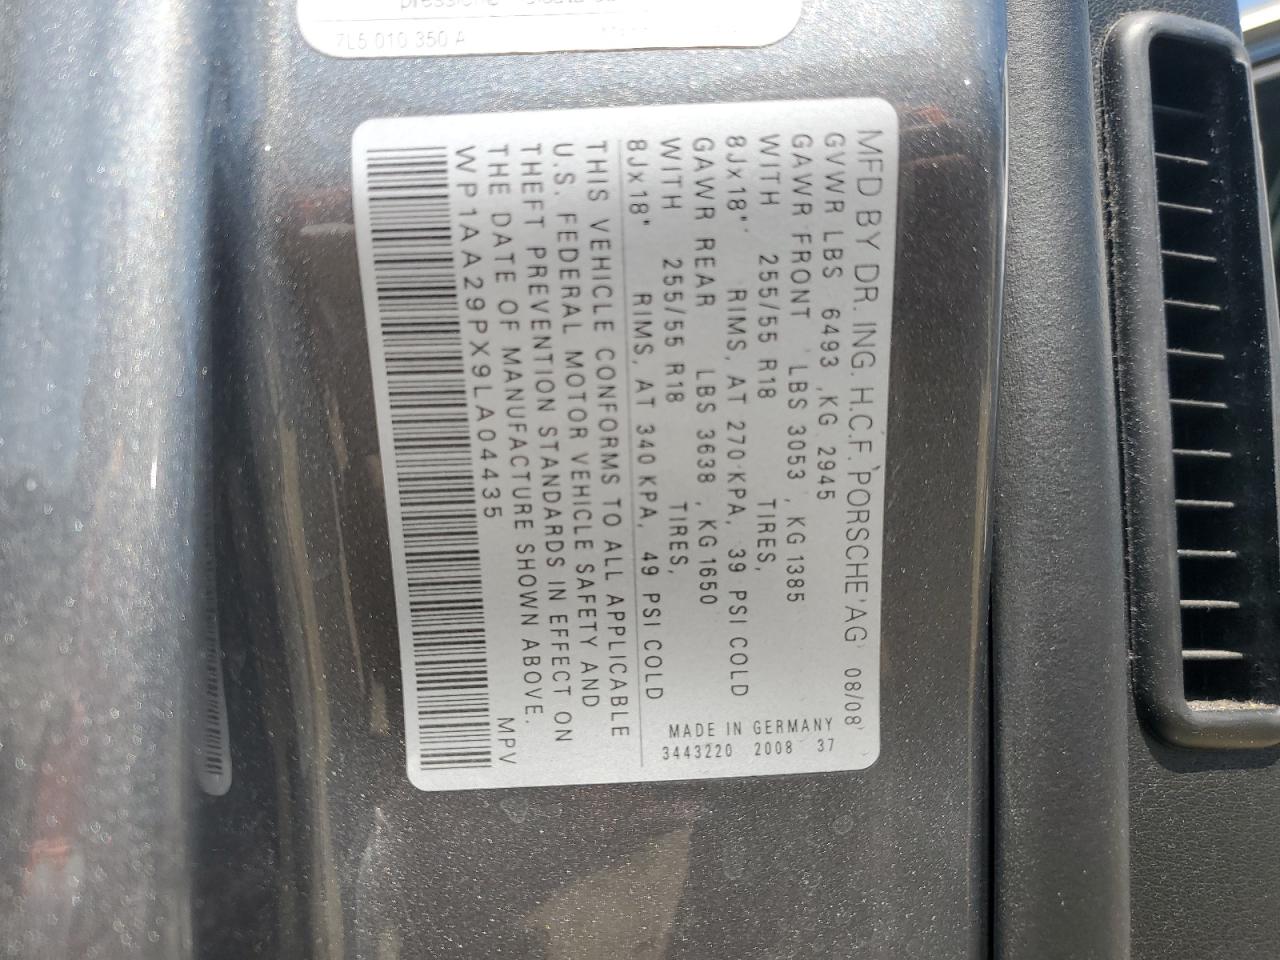 7L5 010 350 A
MFD BY DR. ING. H.C.F. PORSCHE AG 08/08
GVWR LBS 6493 ,KG 2945
GAWR FRONT LBS 3053 , KG 1385
WITH 255/55 R18 TIRES,
8Jx18" RIMS, AT 270 KPA, 39 PSI COLD
GAWR REAR LBS 3638 , KG 1650
WITH 255/55 R18 TIRES,
8Jx18" RIMS, AT 340 KPA, 49 PSI COLD
MADE IN GERMANY
3443220 2008 37
THIS VEHICLE CONFORMS TO ALL APPLICABLE
U.S. FEDERAL MOTOR VEHICLE SAFETY AND
THEFT PREVENTION STANDARDS IN EFFECT ON
THE DATE OF MANUFACTURE SHOWN ABOVE.
WP1AA29PX9LA04435 MPV